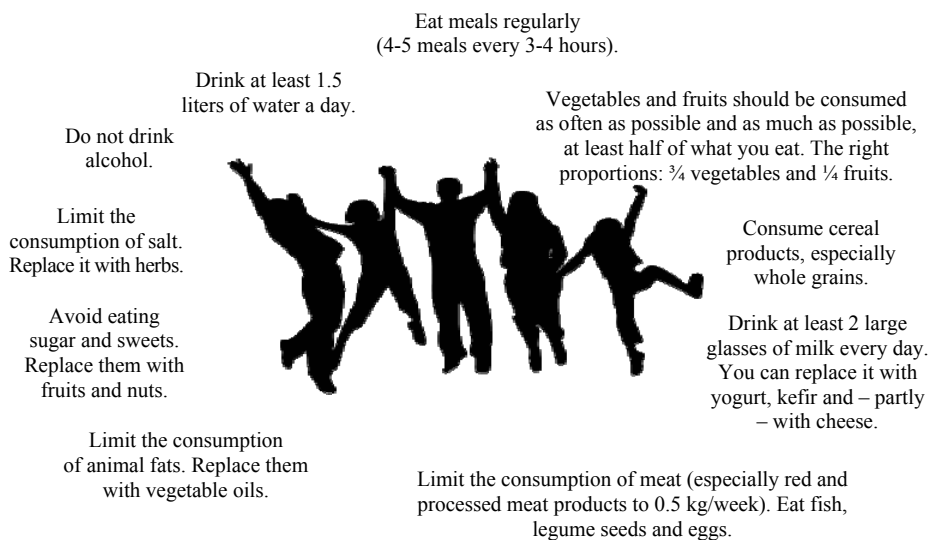 Eat meals regularly
(4-5 meals every 3-4 hours).
Drink at least 1.5
liters of water a day.
Vegetables and fruits should be consumed
as often as possible and as much as possible,
at least half of what you eat. The right
proportions: ¾ vegetables and ¼ fruits.
Do not drink
alcohol.
Limit the
consumption of salt.
Replace it with herbs.
Consume cereal
products, especially
whole grains.
Avoid eating
sugar and sweets.
Replace them with
fruits and nuts.
Drink at least 2 large
glasses of milk every day.
You can replace it with
yogurt, kefir and – partly
– with cheese.
Limit the consumption
of animal fats. Replace them
with vegetable oils.
Limit the consumption of meat (especially red and
processed meat products to 0.5 kg/week). Eat fish,
legume seeds and eggs.